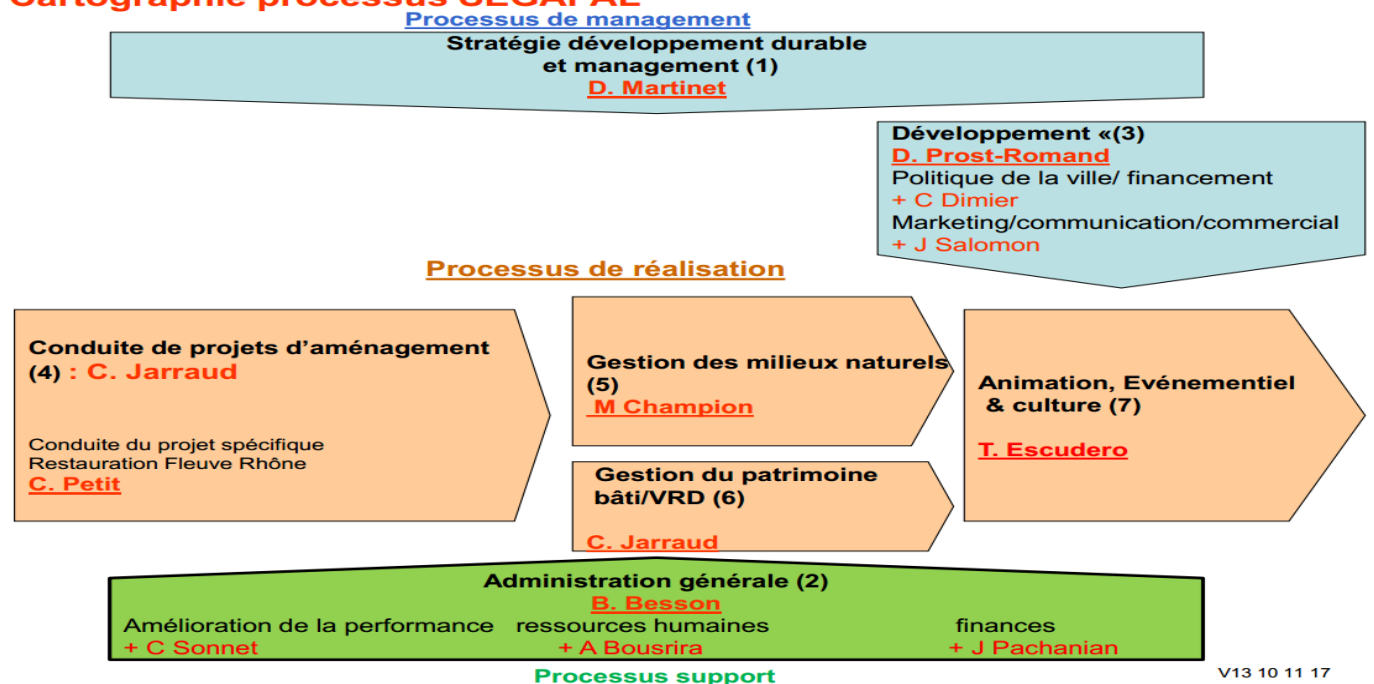 Cartographie processus SEGAPAL
Processus de management
Stratégie développement durable
et management (1)
D. Martinet
Développement «(3)
D. Prost-Romand
Politique de la ville/ financement
+ C Dimier
Marketing/communication/commercial
+ J Salomon
Processus de réalisation
Conduite de projets d’aménagement
(4) : C. Jarraud
Conduite du projet spécifique
Restauration Fleuve Rhône
C. Petit
Gestion des milieux naturels
(5)
M Champion
Gestion du patrimoine
bâti/VRD (6)
C. Jarraud
Animation, Evénementiel
& culture (7)
T. Escudero
Administration générale (2)
B. Besson
Amélioration de la performance ressources humaines finances
+ C Sonnet + A Bousrira + J Pachanian
Processus support
V13 10 11 17